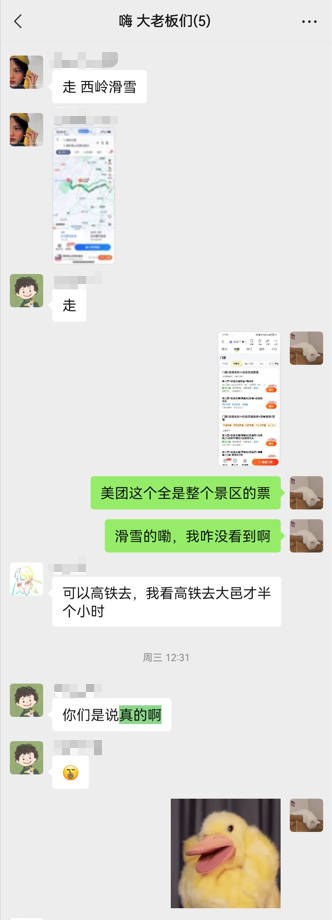 嗨 大老板们(5)
走 西岭滑雪
走
美团这个全是整个景区的票
滑雪的嘞，我咋没看到啊
可以高铁去，我看高铁去大邑才半
个小时
周三 12:31
你们是说真的啊